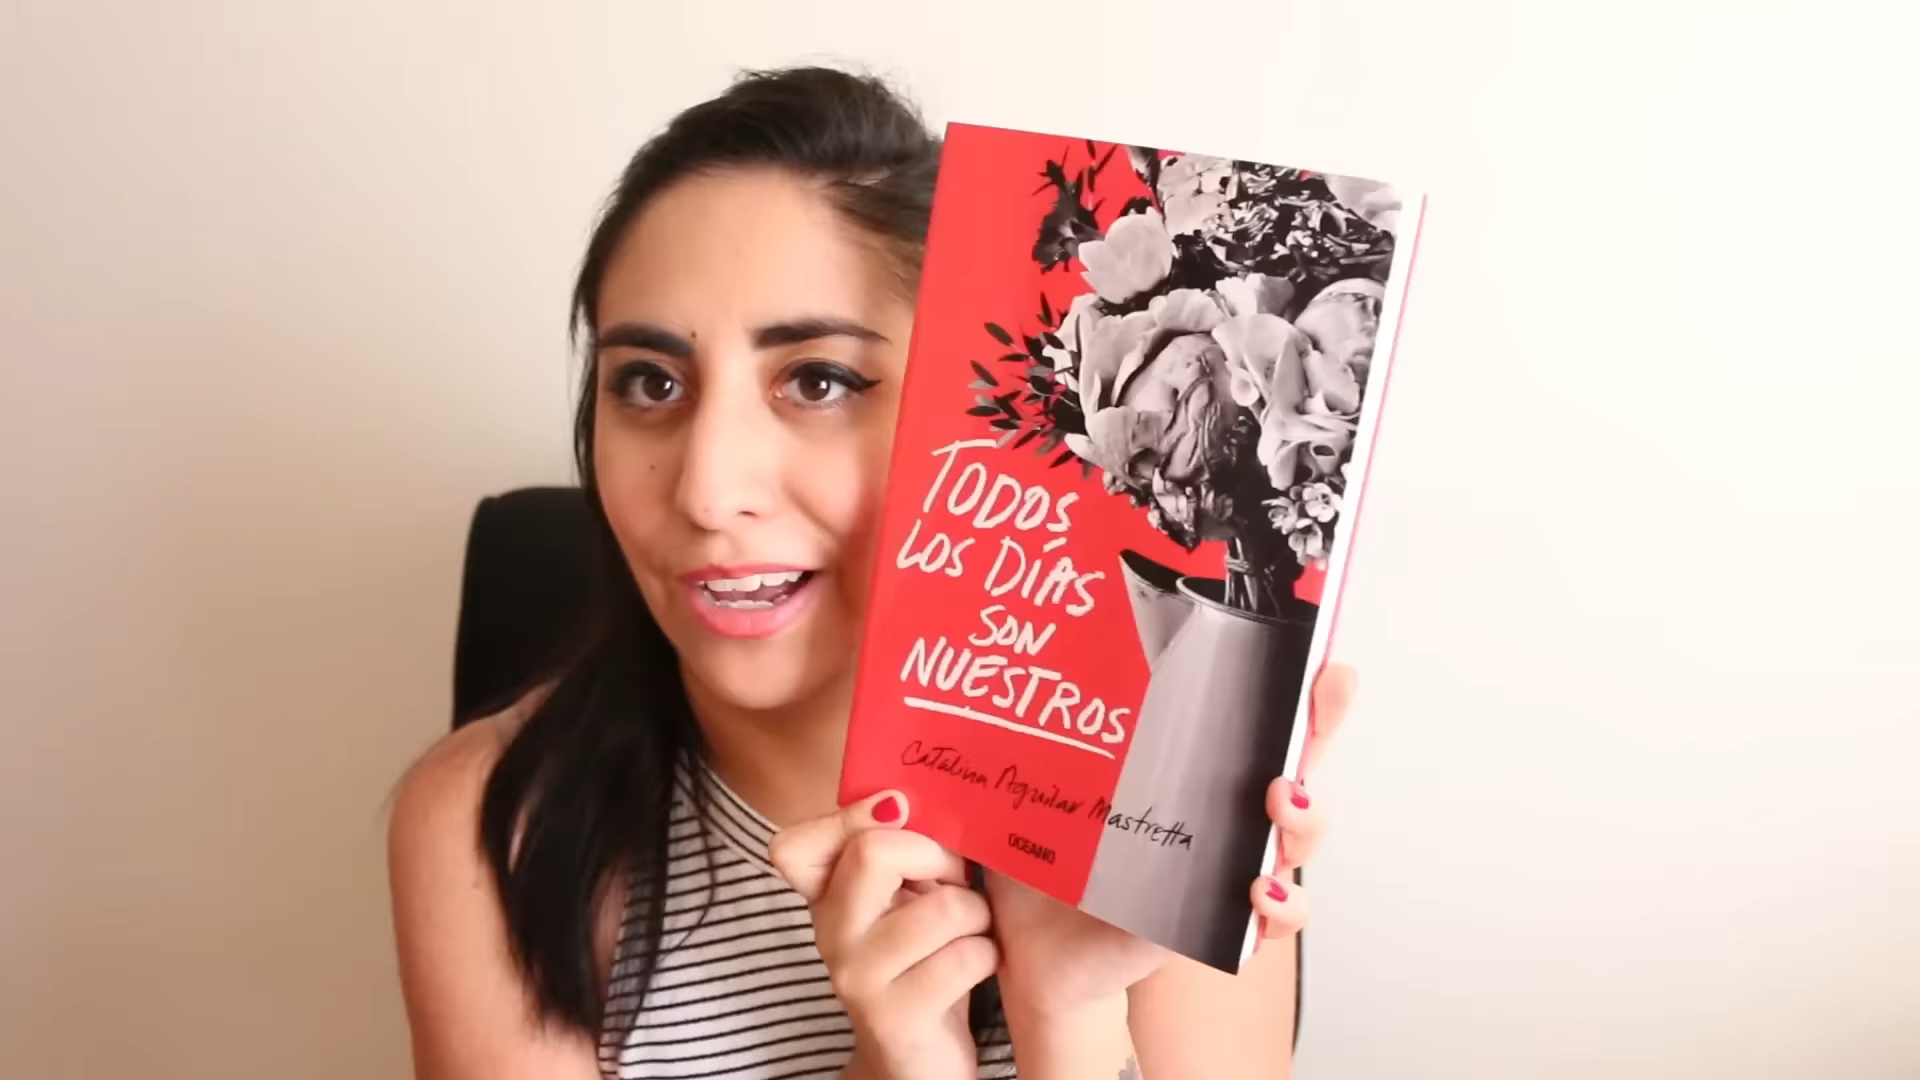 TODOS
LOS DÍAS
SON
NUESTROS
Catalina Aguilar Mastretta
OCEANO